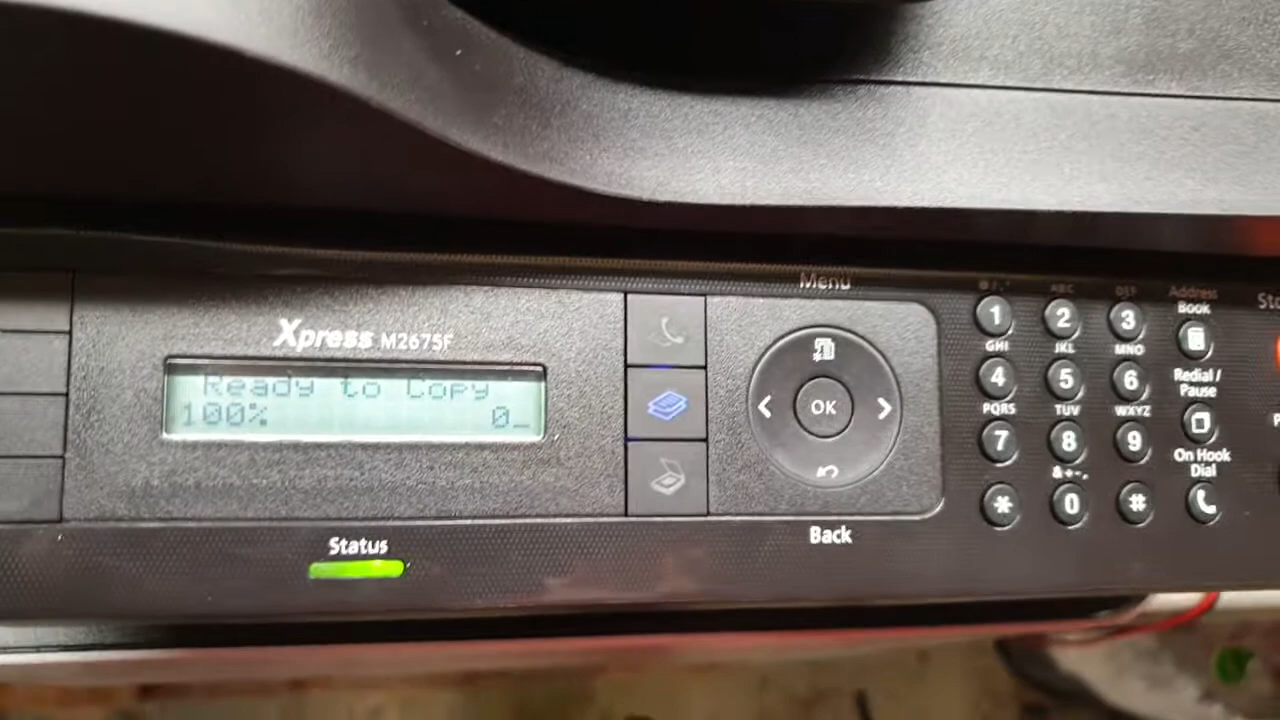 Menu
Xpress M2675F
Ready to Copy
100% 0_
OK
Back
Status
1 2 ABC 3 DEF
GHI JKL MNO
4 5 6
PQRS TUV WXYZ
7 8 9
&+-,
* 0 #
Address
Book
Redial /
Pause
On Hook
Dial